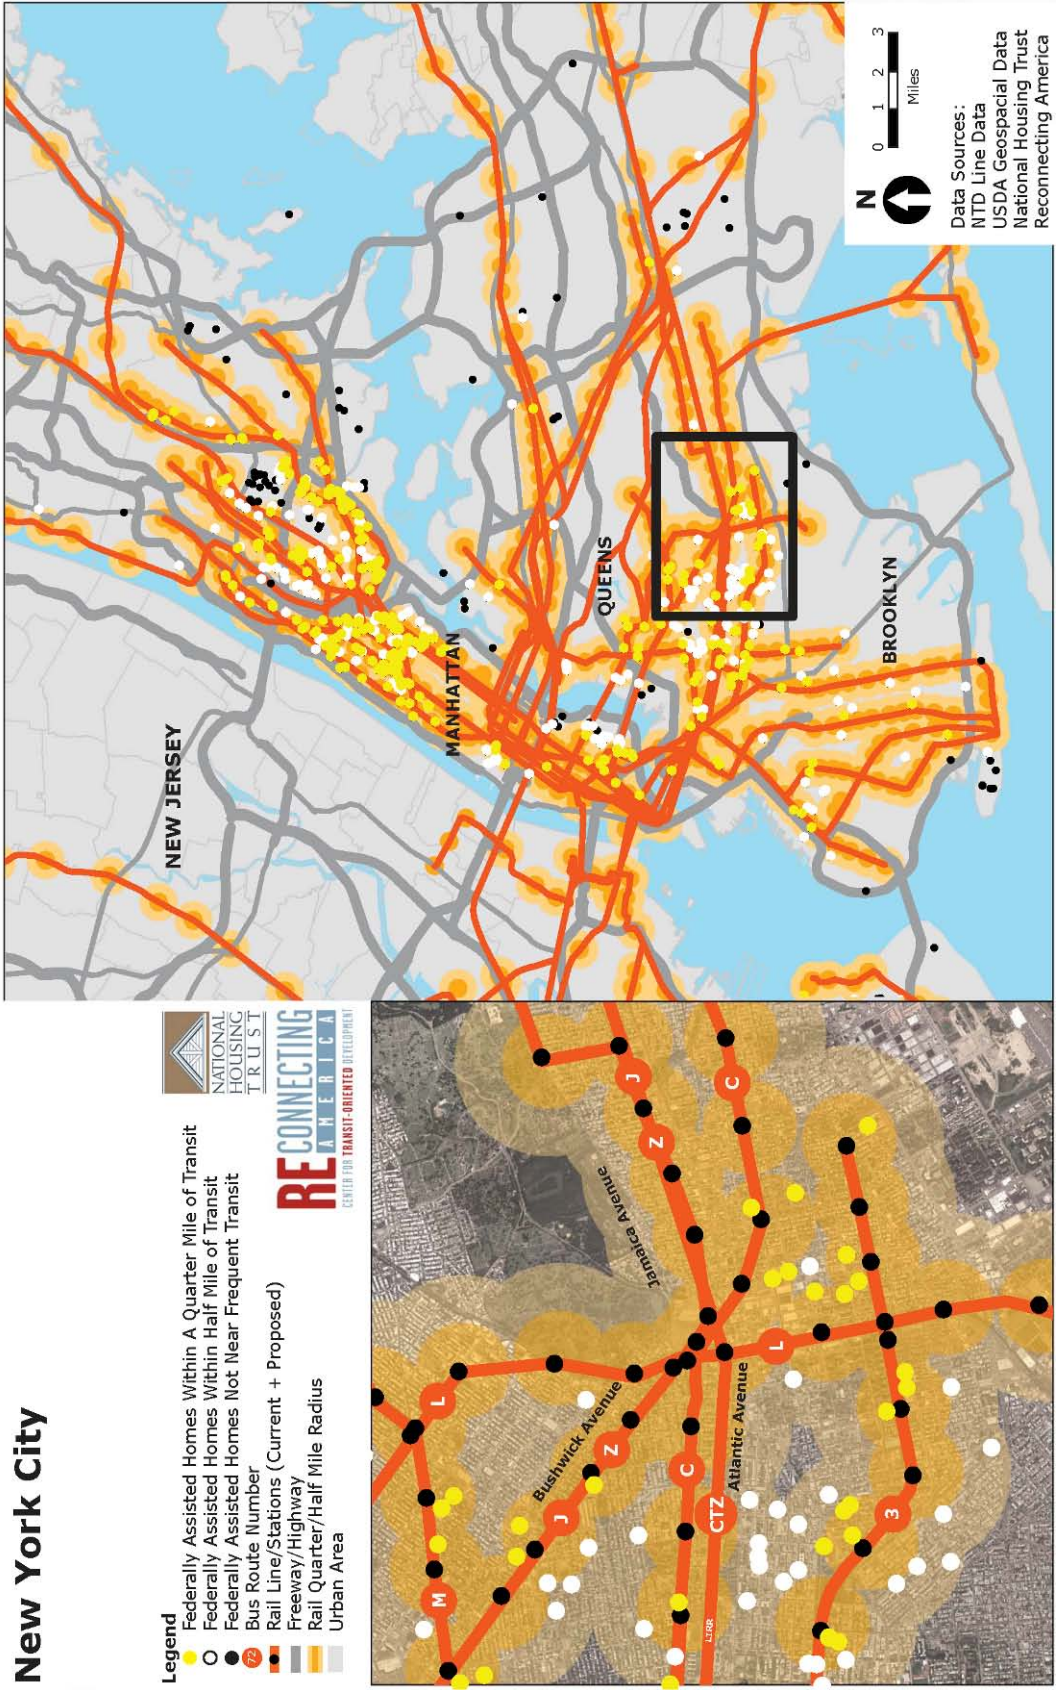 New York City
Legend
Federally Assisted Homes Within A Quarter Mile of Transit
Federally Assisted Homes Within Half Mile of Transit
Federally Assisted Homes Not Near Frequent Transit
72 Bus Route Number
Rail Line/Stations (Current + Proposed)
Freeway/Highway
Rail Quarter/Half Mile Radius
Urban Area
NATIONAL
HOUSING
TRUST
RECONNECTING
AMERICA
CENTER FOR TRANSIT-ORIENTED DEVELOPMENT
M
L
J
Z
Bushwick Avenue
Jamaica Avenue
Z
J
C
C
CTZ
Atlantic Avenue
L
LIRR
3
NEW JERSEY
MANHATTAN
QUEENS
BROOKLYN
N
0 1 2 3
Miles
Data Sources:
NTD Line Data
USDA Geospacial Data
National Housing Trust
Reconnecting America